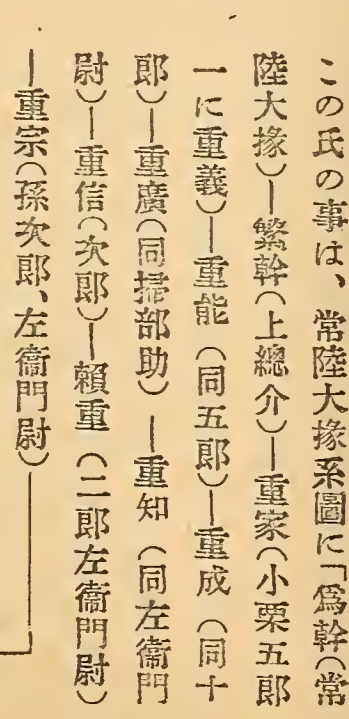 この氏の事は、常陸大掾系圖に「爲幹(常
陸大掾)―繁幹(上總介)―重家(小栗五郎
一に重義)―重能(同五郎)―重成(同十
郎)―重廣(同掃部助)―重知(同左衞門
尉)―重信(次郎)―賴重(二郎左衞門尉)
―重宗(孫次郎、左衞門尉)―